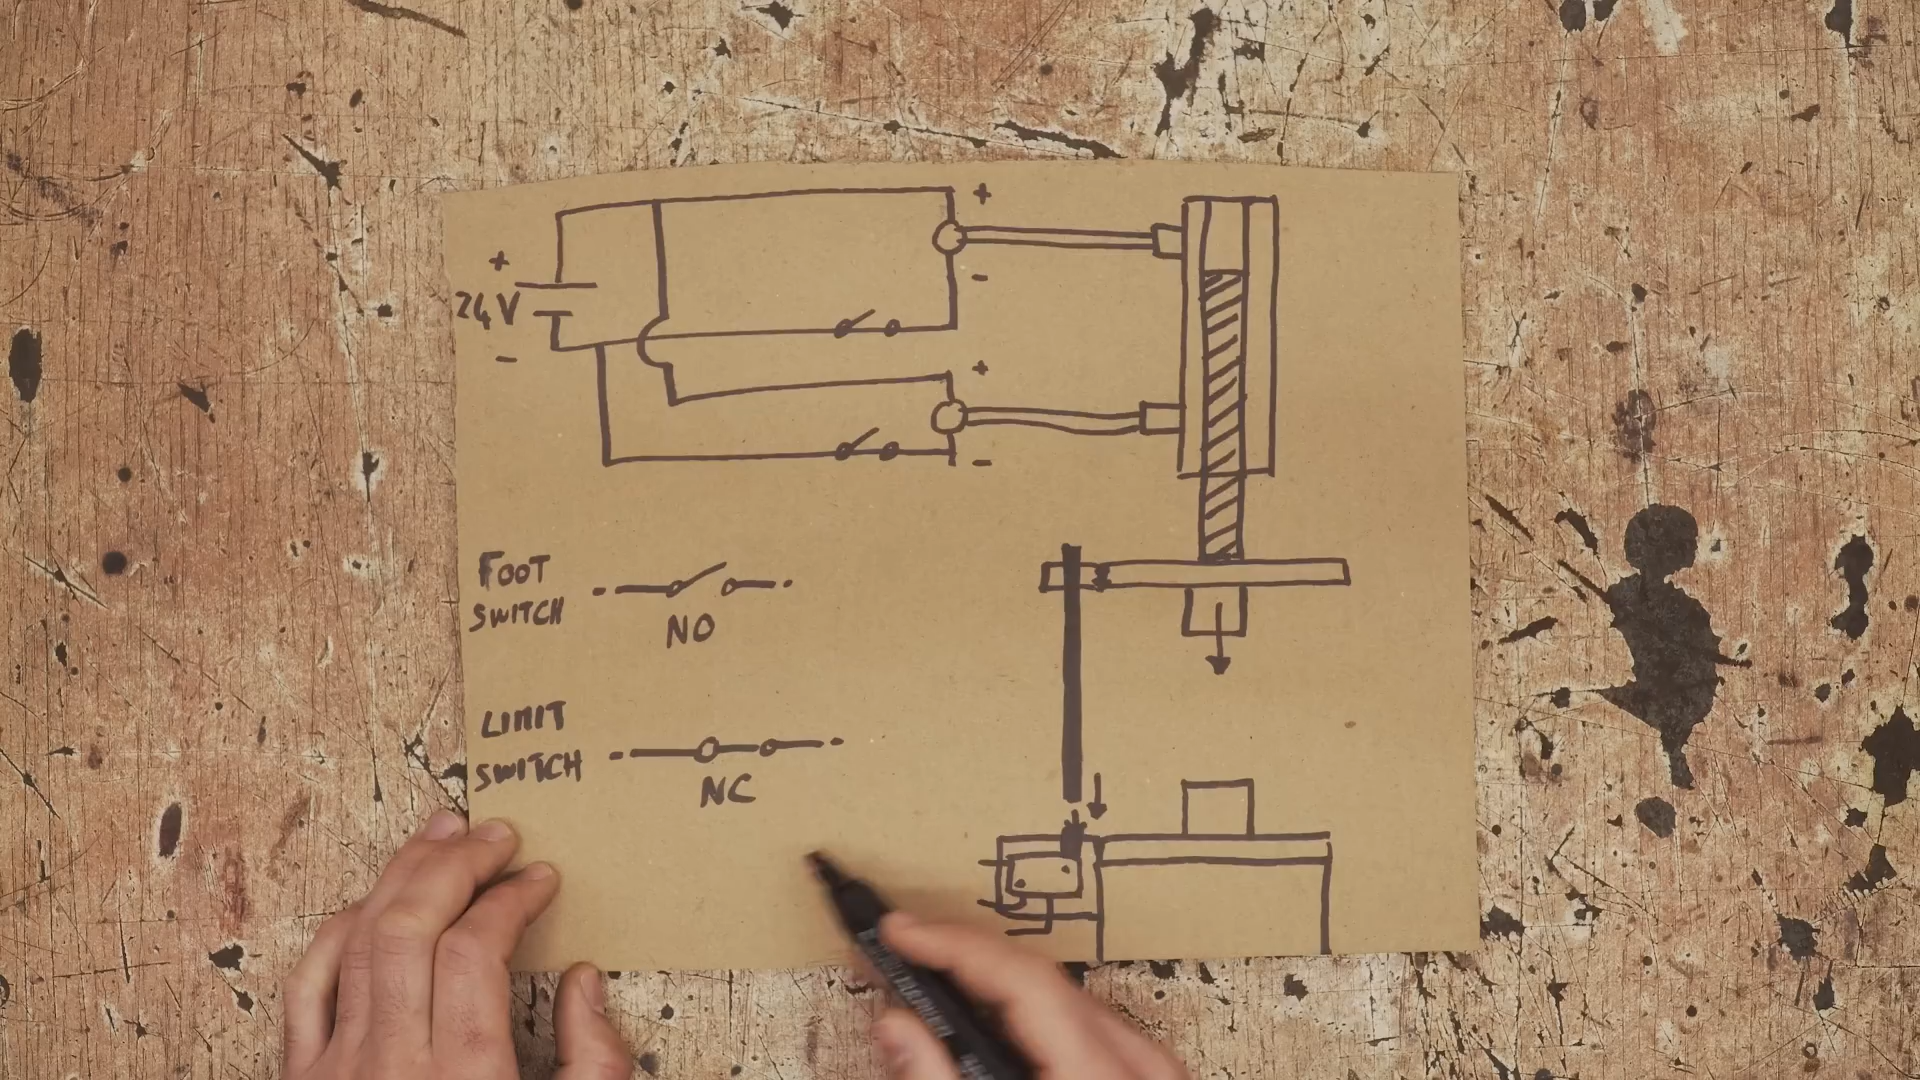 +
+
24V
-
-
+
-
FOOT
SWITCH
NO
LIMIT
SWITCH
NC